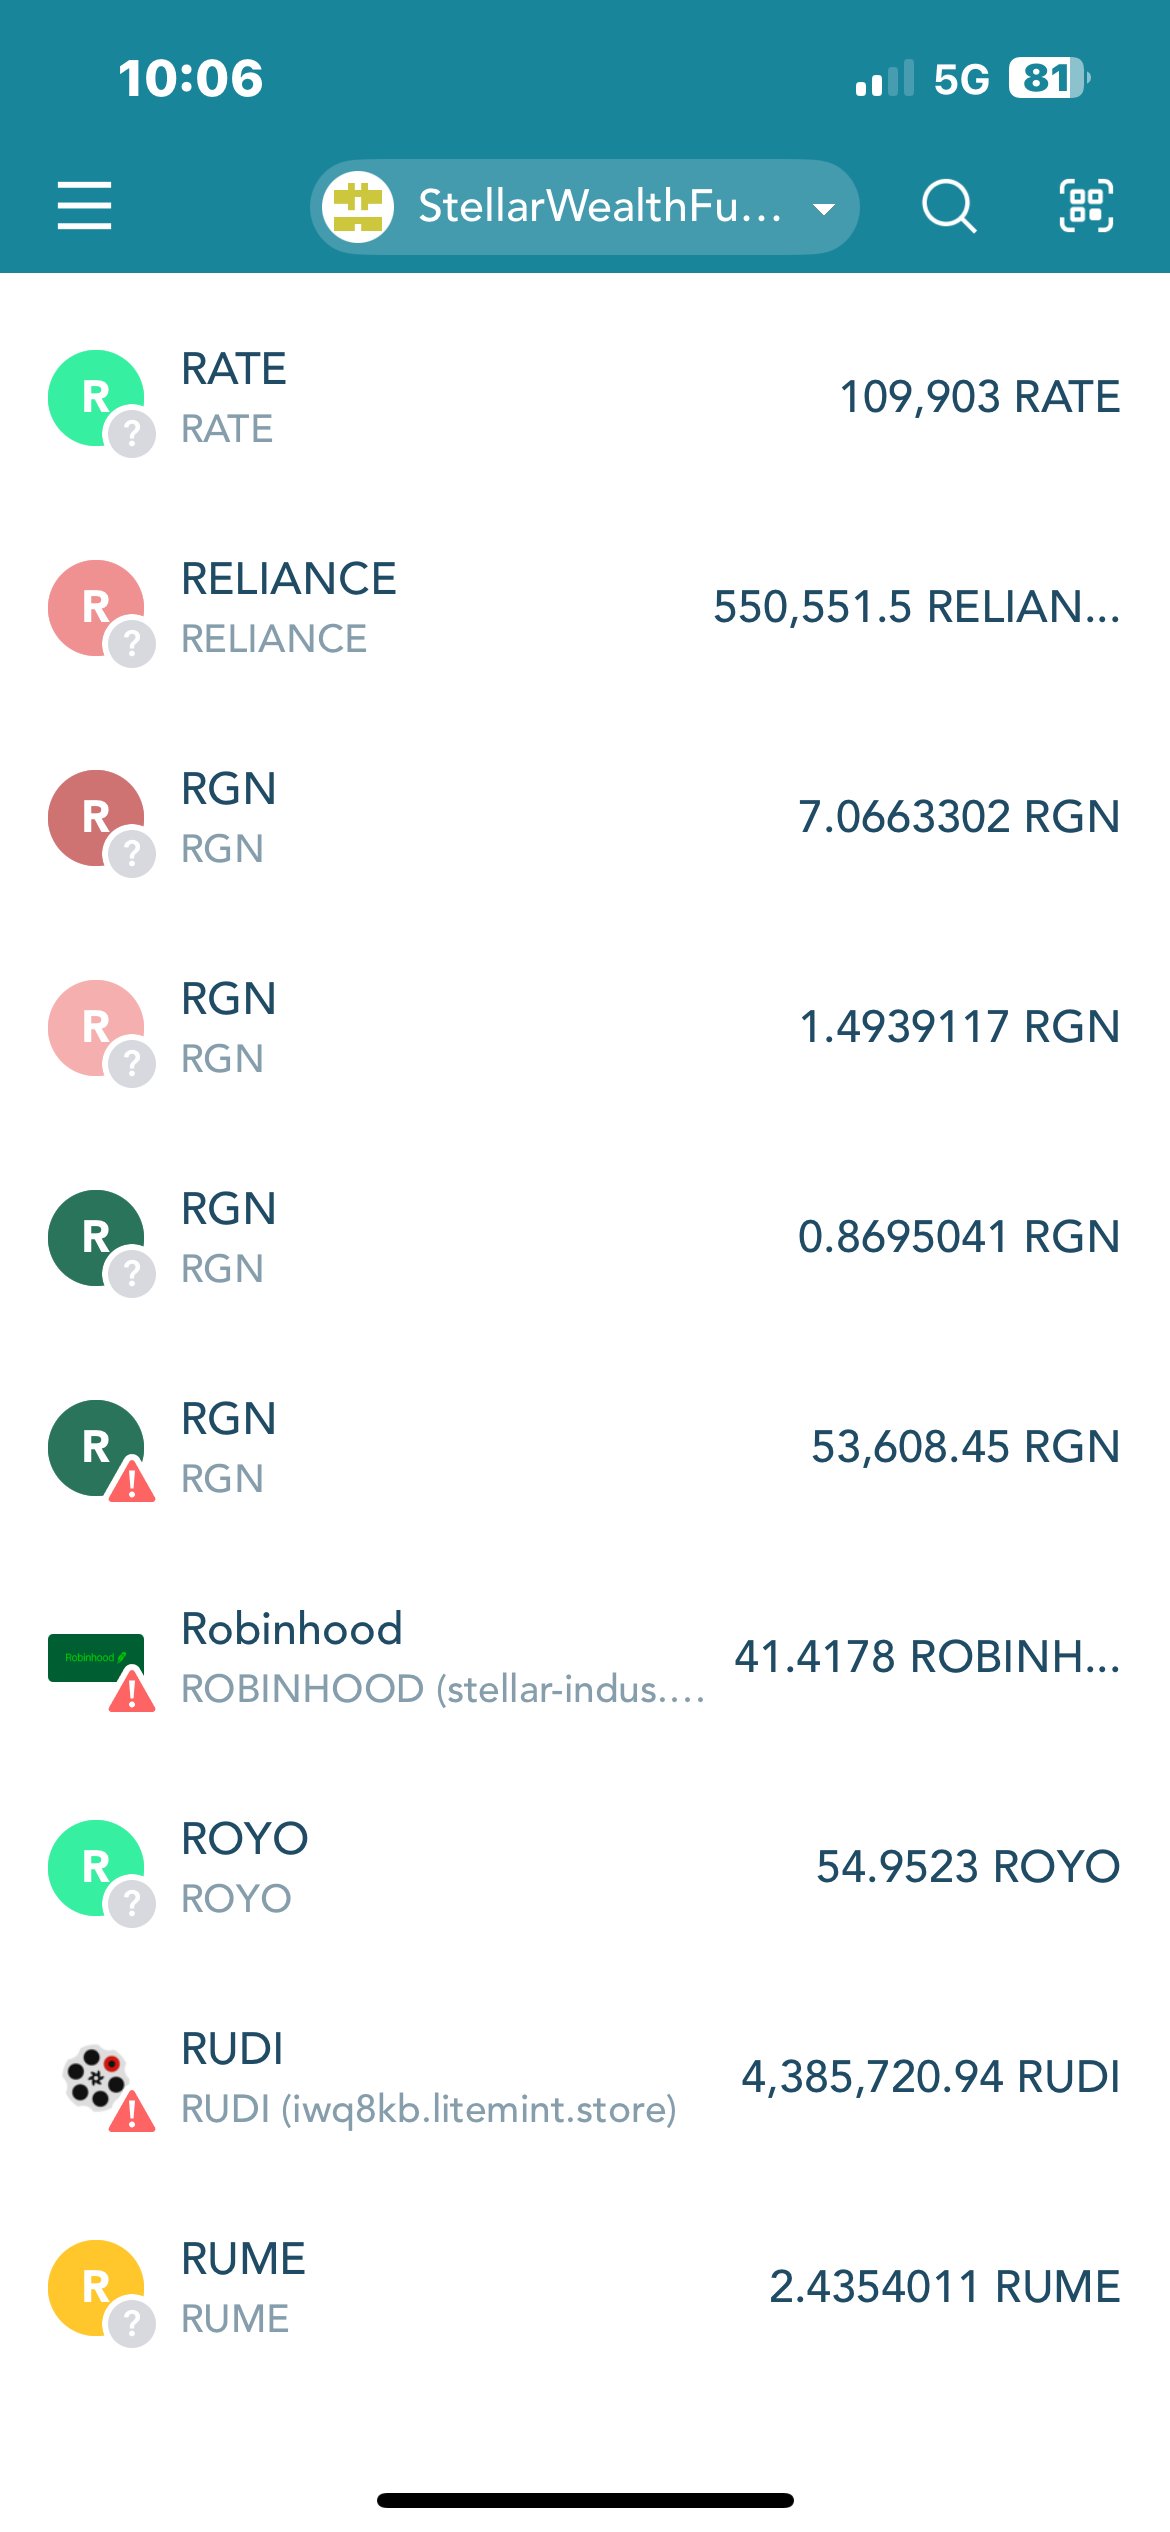 10:06
5G 81
StellarWealthFu...
R
?
RATE
RATE
109,903 RATE
R
?
RELIANCE
RELIANCE
550,551.5 RELIAN...
R
?
RGN
RGN
7.0663302 RGN
R
?
RGN
RGN
1.4939117 RGN
R
?
RGN
RGN
0.8695041 RGN
R
!
RGN
RGN
53,608.45 RGN
Robinhood
!
Robinhood
ROBINHOOD (stellar-indus....
41.4178 ROBINH...
R
?
ROYO
ROYO
54.9523 ROYO
!
RUDI
RUDI (iwq8kb.litemint.store)
4,385,720.94 RUDI
R
?
RUME
RUME
2.4354011 RUME